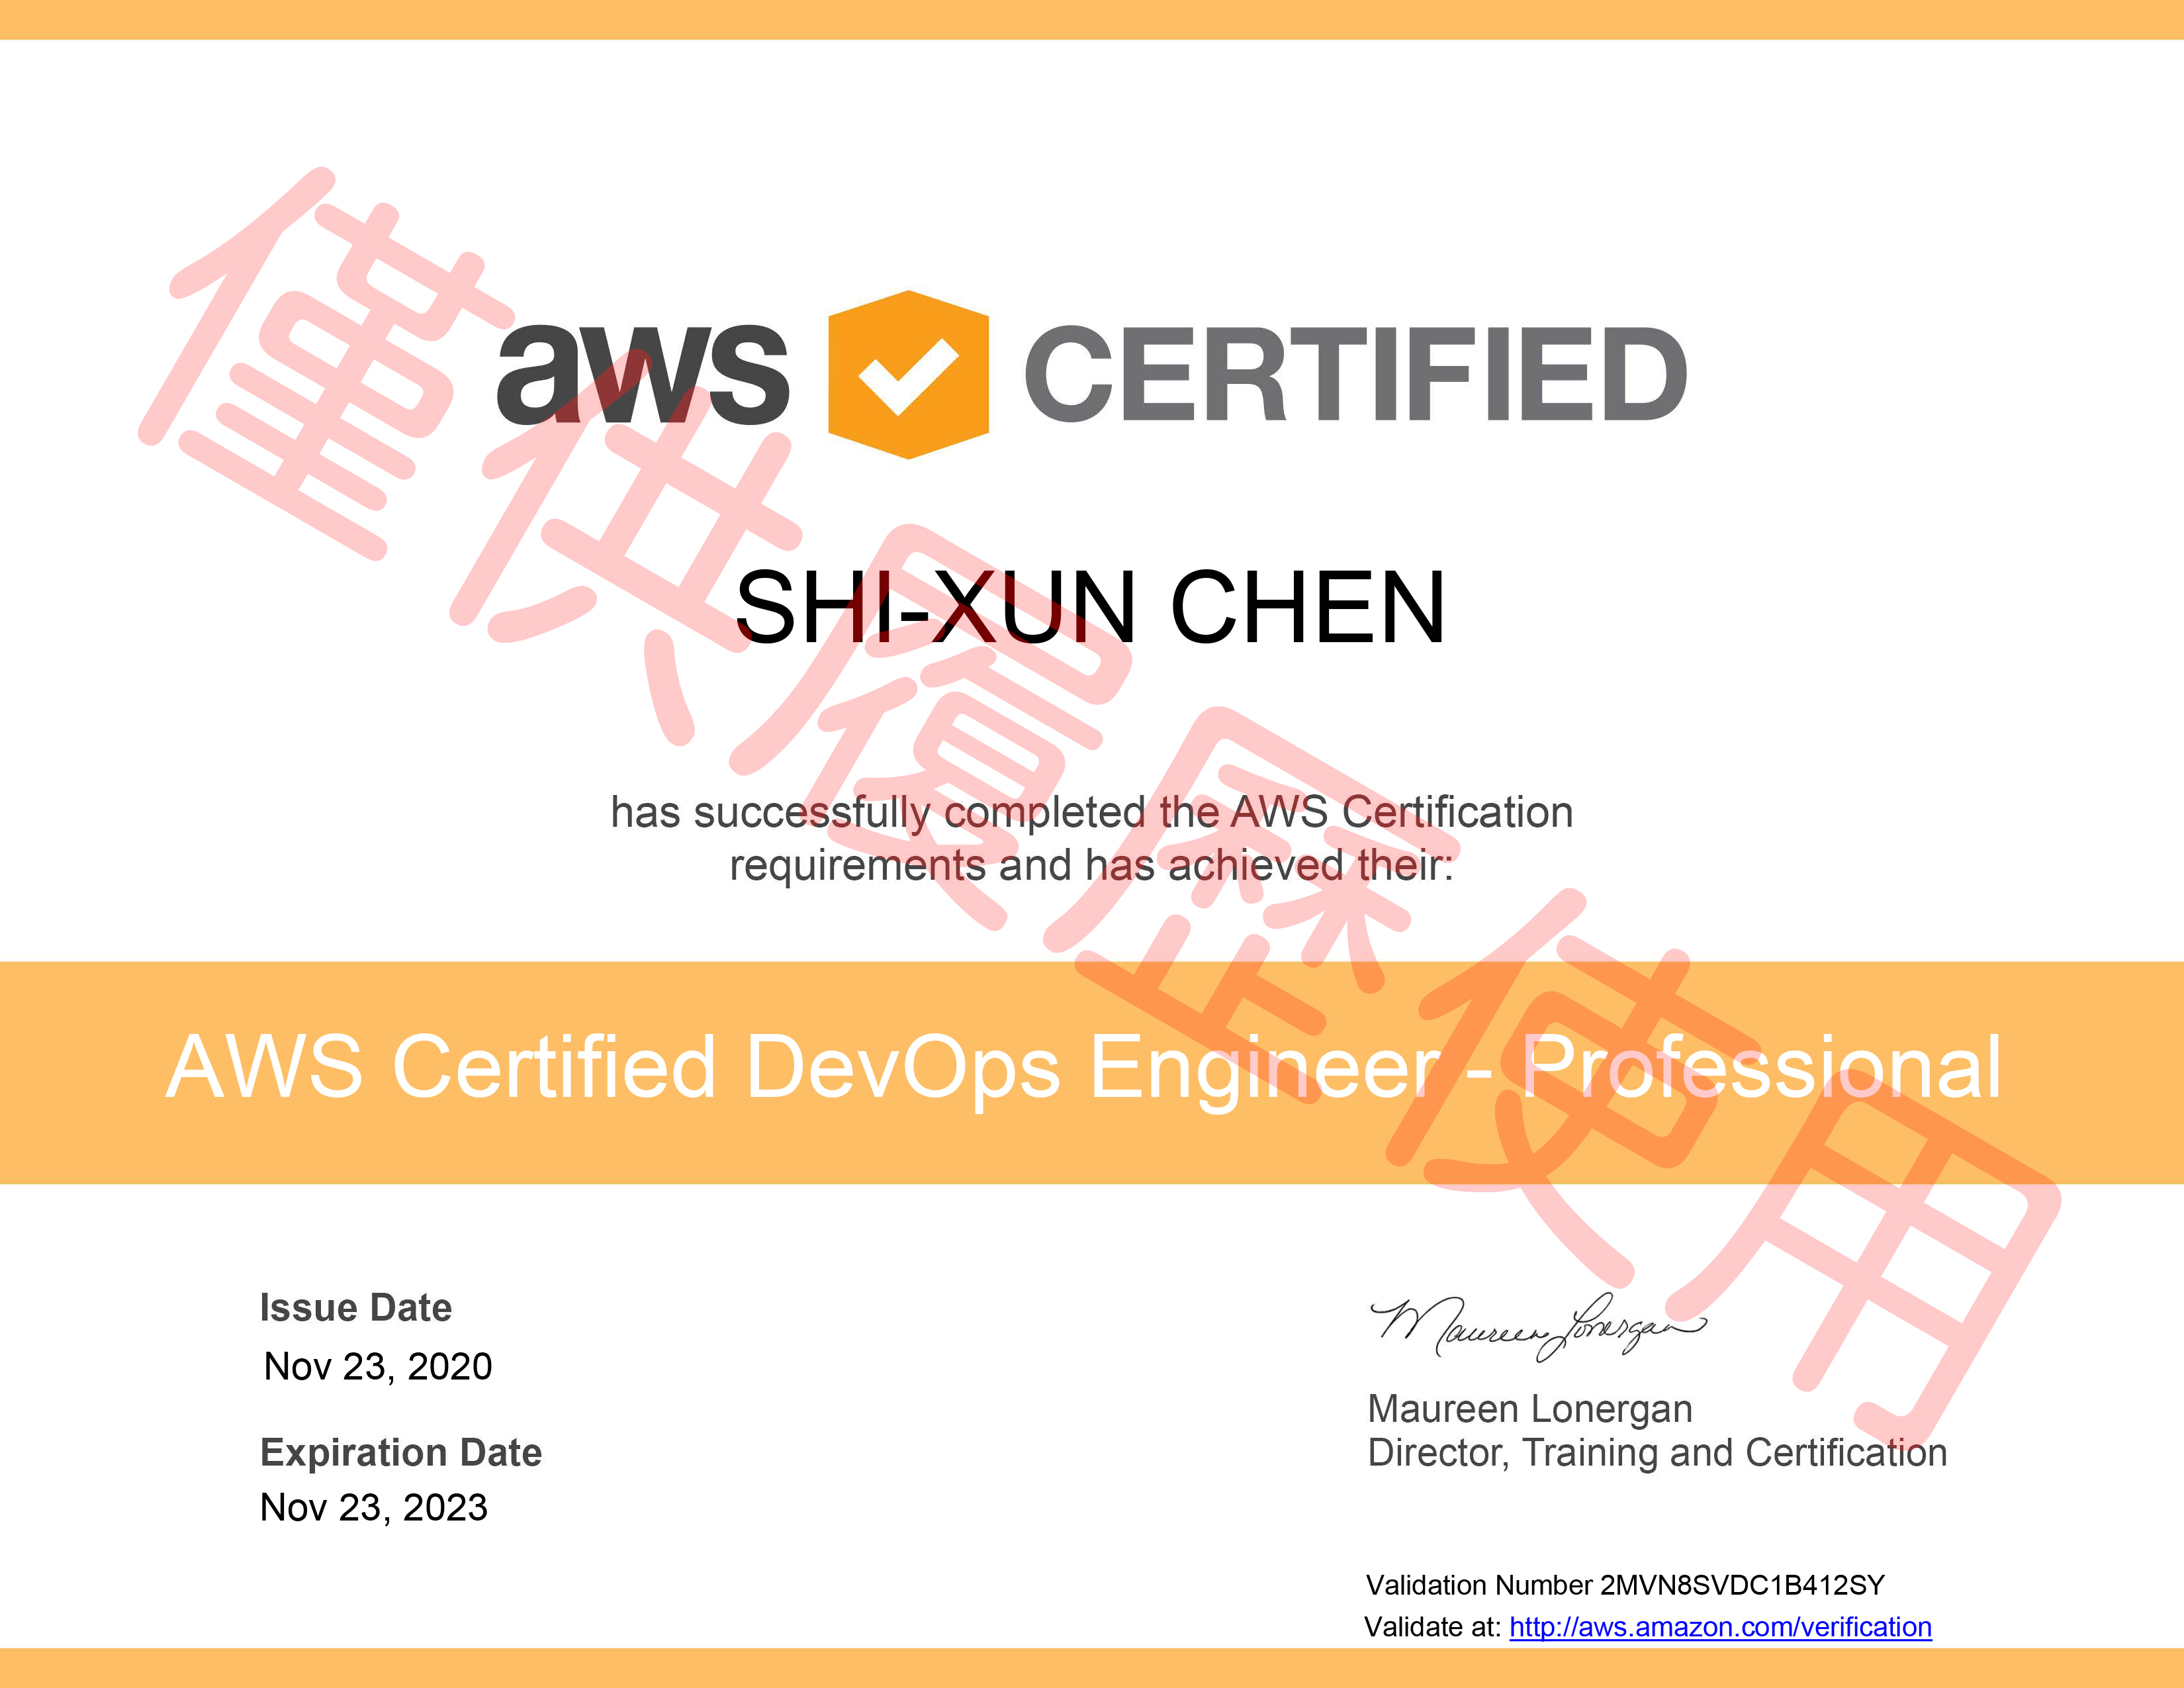 aws CERTIFIED
SHI-XUN CHEN
has successfully completed the AWS Certification
requirements and has achieved their:
AWS Certified DevOps Engineer - Professional
Issue Date
Nov 23, 2020
Expiration Date
Nov 23, 2023
Maureen Lonergan
Maureen Lonergan
Director, Training and Certification
Validation Number 2MVN8SVDC1B412SY
Validate at: http://aws.amazon.com/verification
僅供履歷使用